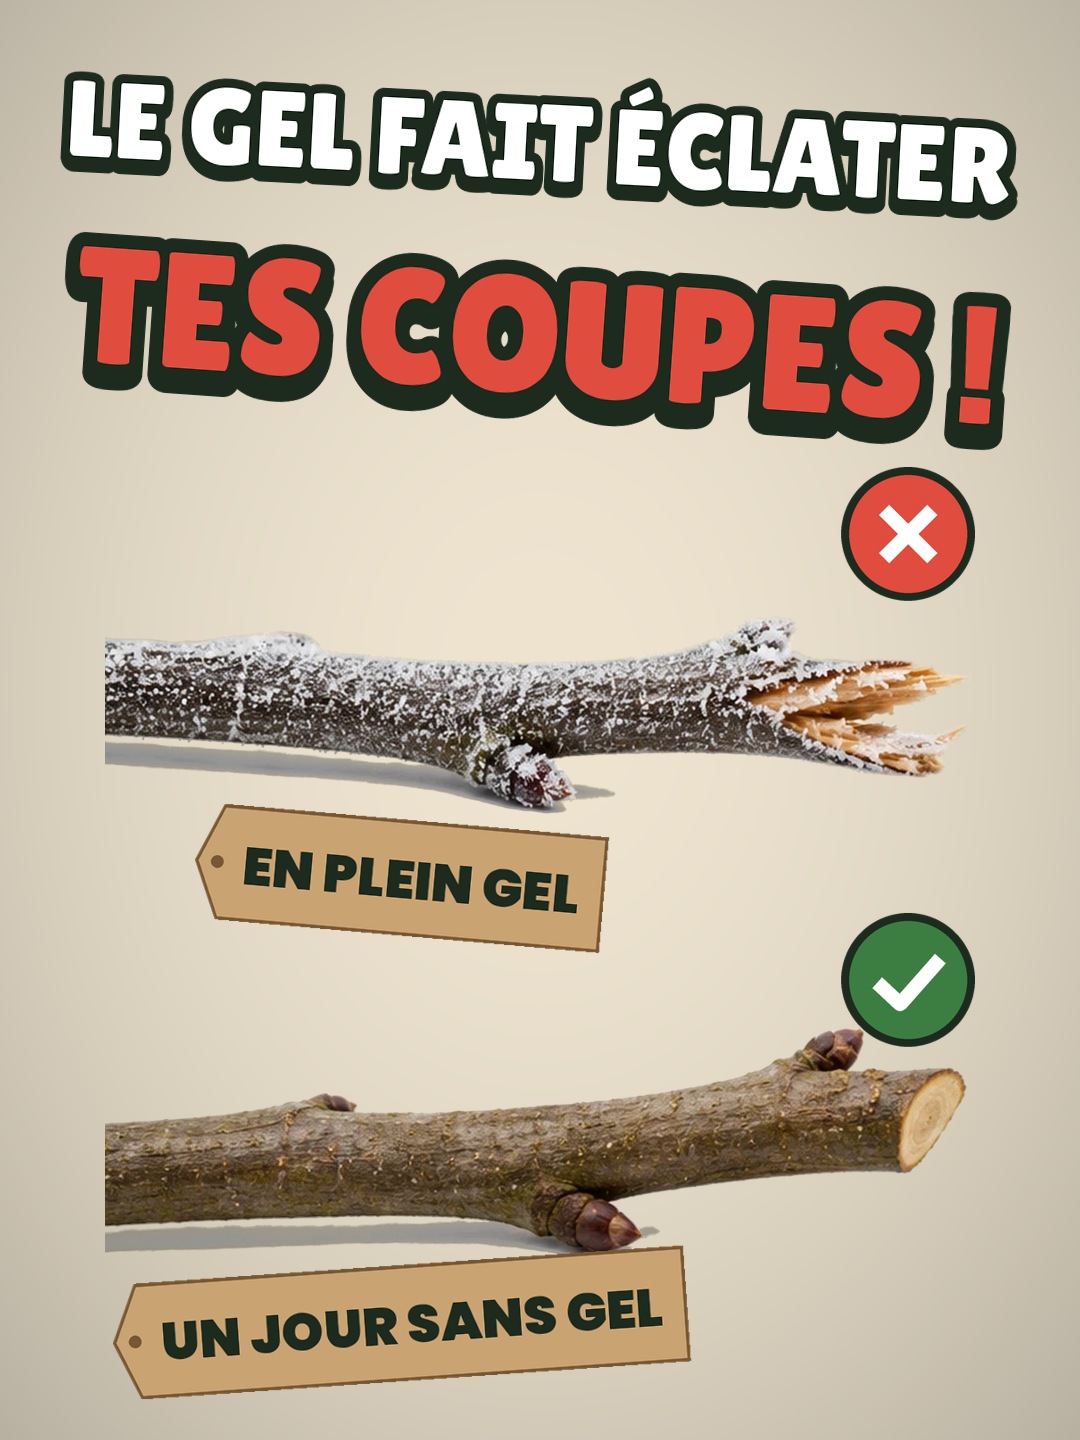 LE GEL FAIT ÉCLATER
TES COUPES !
EN PLEIN GEL
UN JOUR SANS GEL